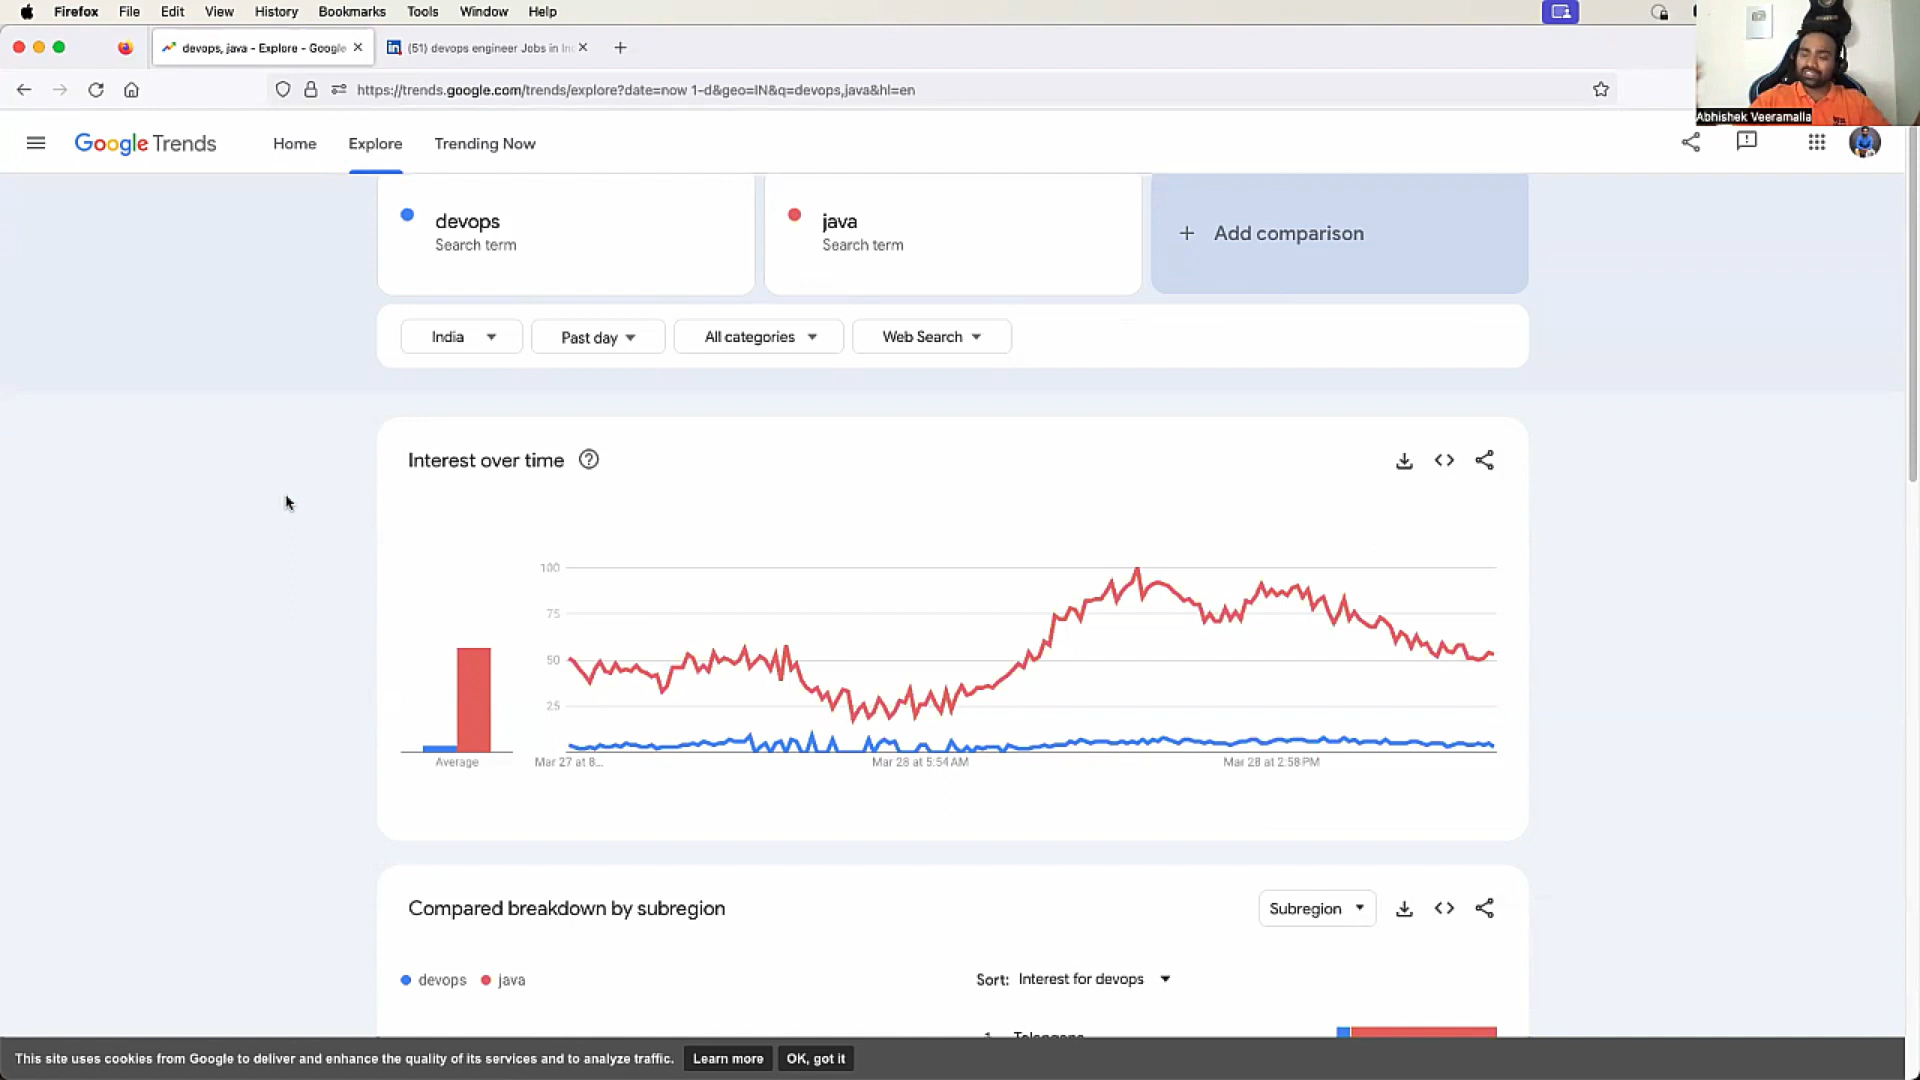 Firefox File Edit View History Bookmarks Tools Window Help
devops, java - Explore - Google
(51) devops engineer Jobs in In
https://trends.google.com/trends/explore?date=now 1-d&geo=IN&q=devops,java&hl=en
Abhishek Veeramalla
Google Trends Home Explore Trending Now
devops
Search term
java
Search term
+ Add comparison
India Past day All categories Web Search
Interest over time
100
75
50
25
Average Mar 27 at 8... Mar 28 at 5:54 AM Mar 28 at 2:58 PM
Compared breakdown by subregion Subregion
devops java Sort: Interest for devops
1 Telangana
This site uses cookies from Google to deliver and enhance the quality of its services and to analyze traffic. Learn more OK, got it